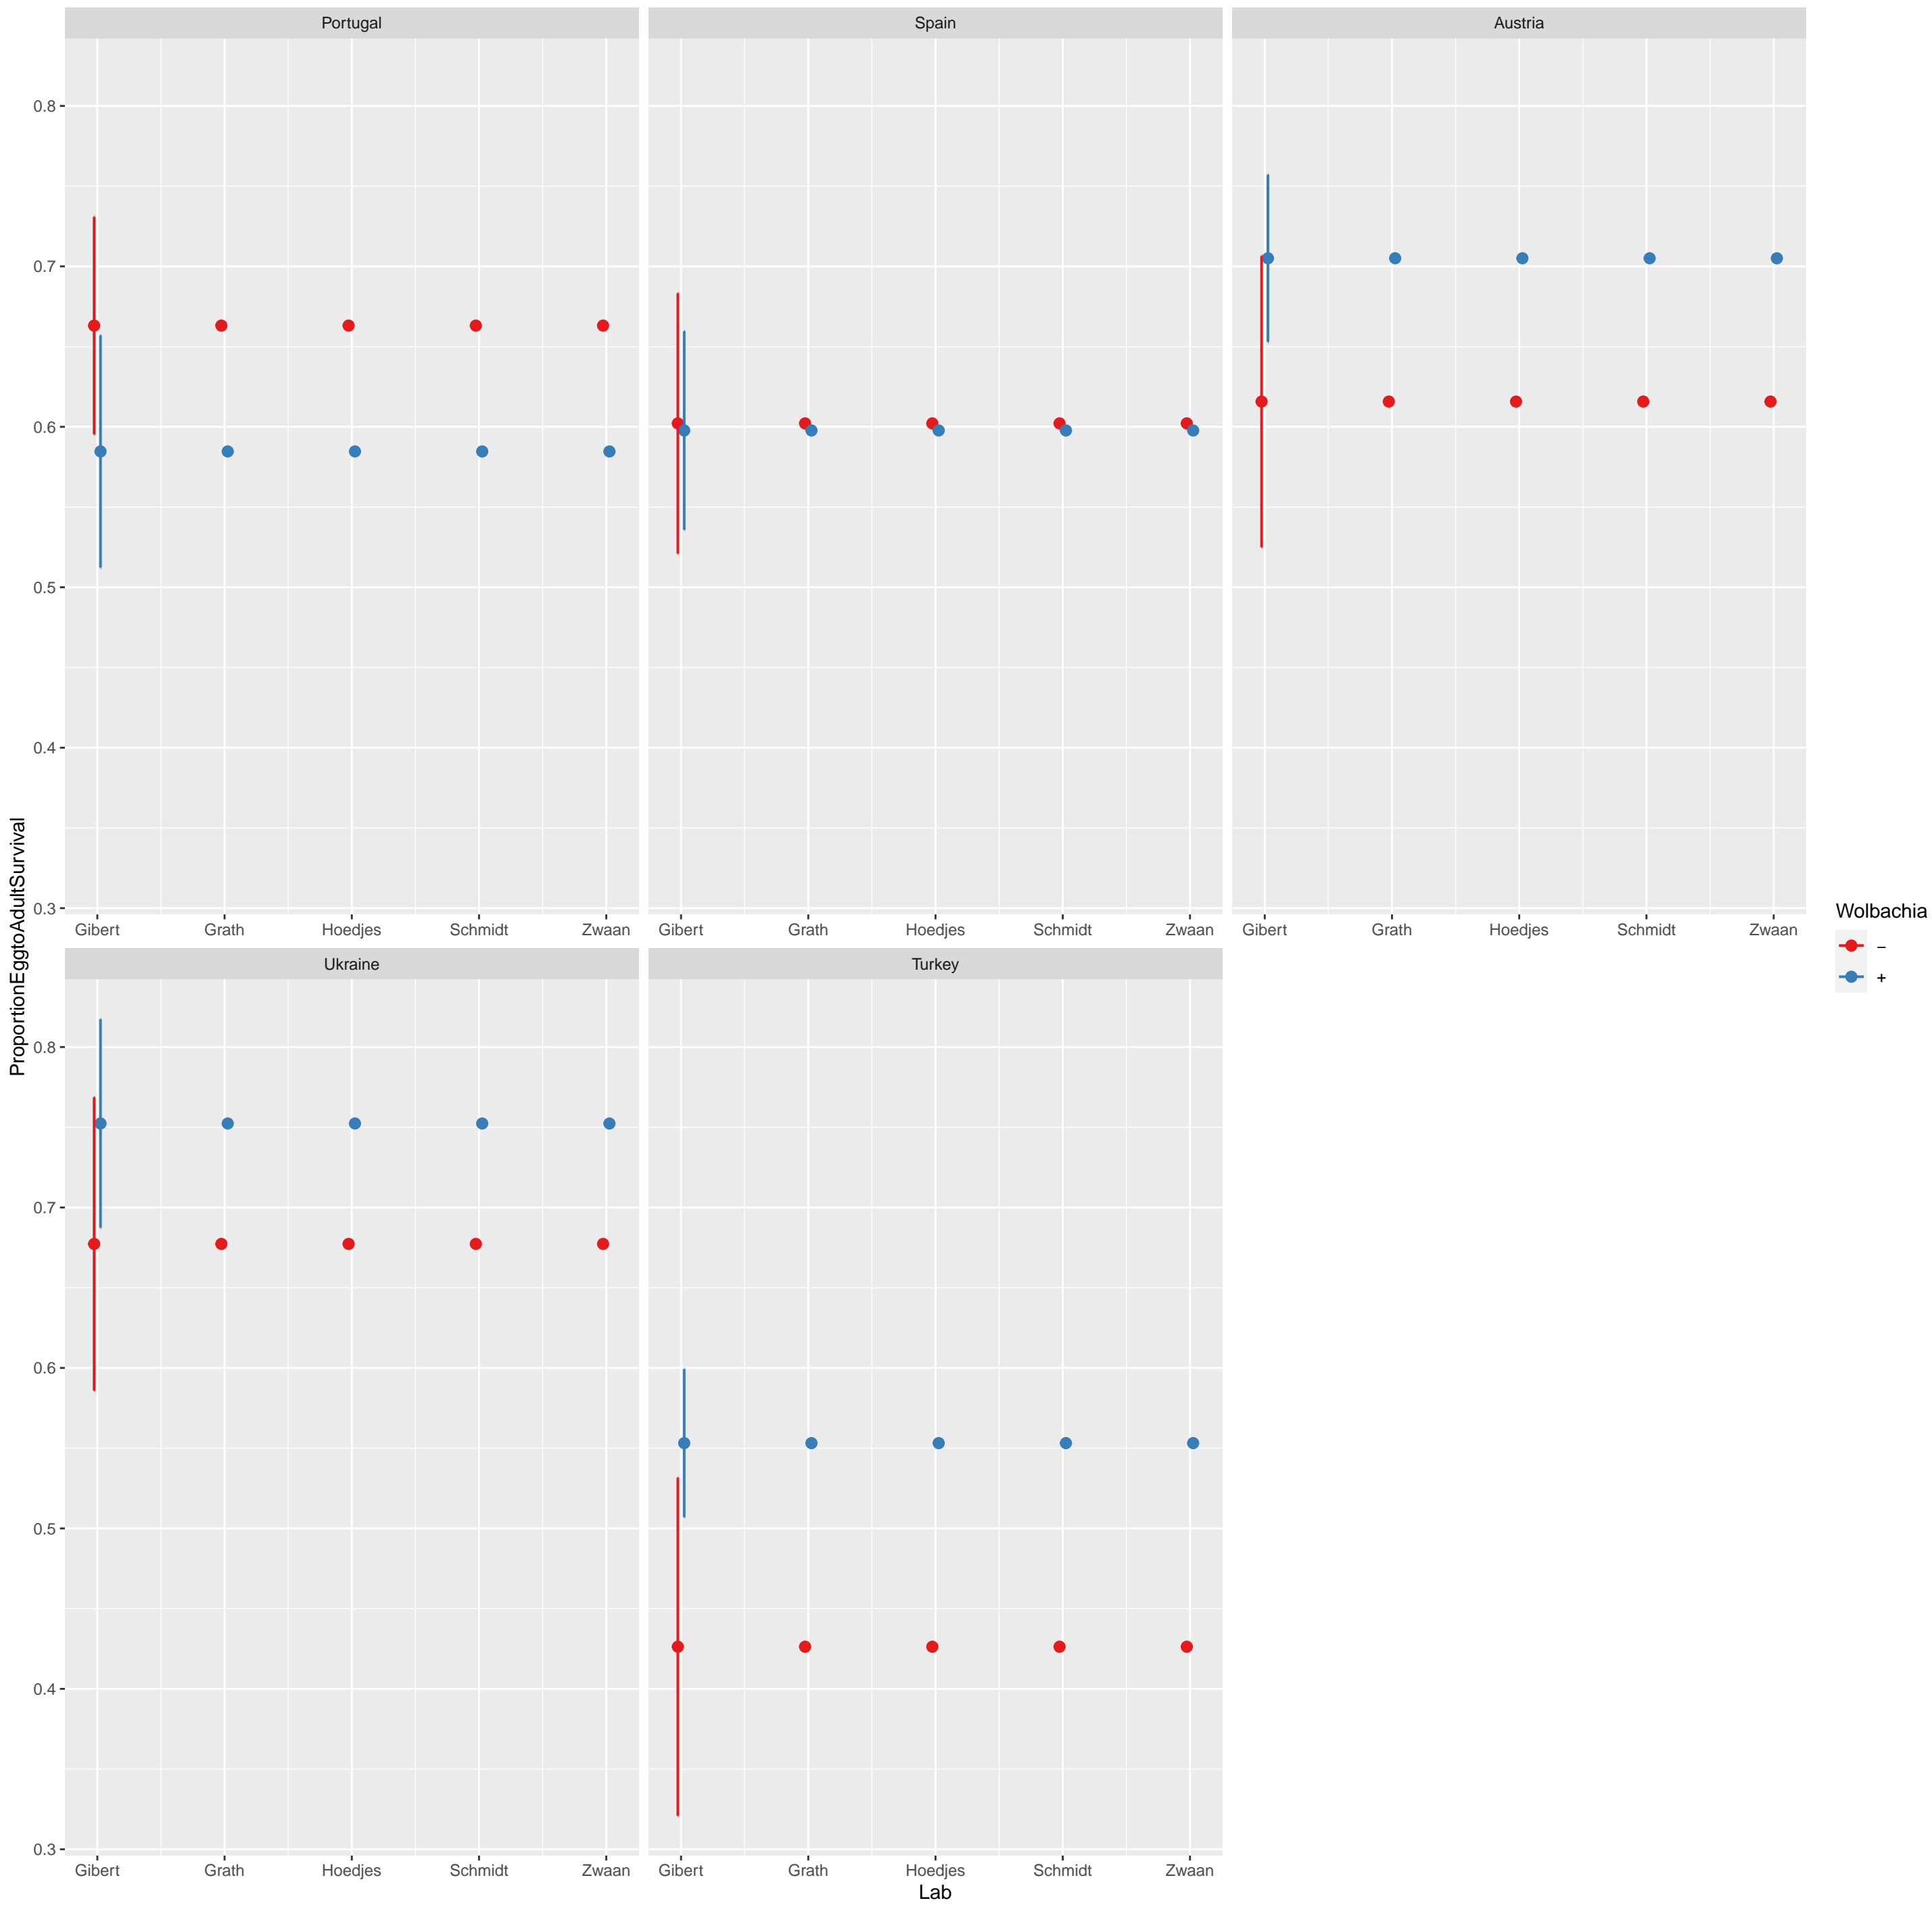 Portugal
Spain
Austria
0.8
0.7
0.6
0.5
0.4
0.3
Gibert Grath Hoedjes Schmidt Zwaan
Gibert Grath Hoedjes Schmidt Zwaan
Gibert Grath Hoedjes Schmidt Zwaan
Ukraine
Turkey
0.8
0.7
0.6
0.5
0.4
0.3
Gibert Grath Hoedjes Schmidt Zwaan
Gibert Grath Hoedjes Schmidt Zwaan
Lab
ProportionEggtoAdultSurvival
Wolbachia
−
+